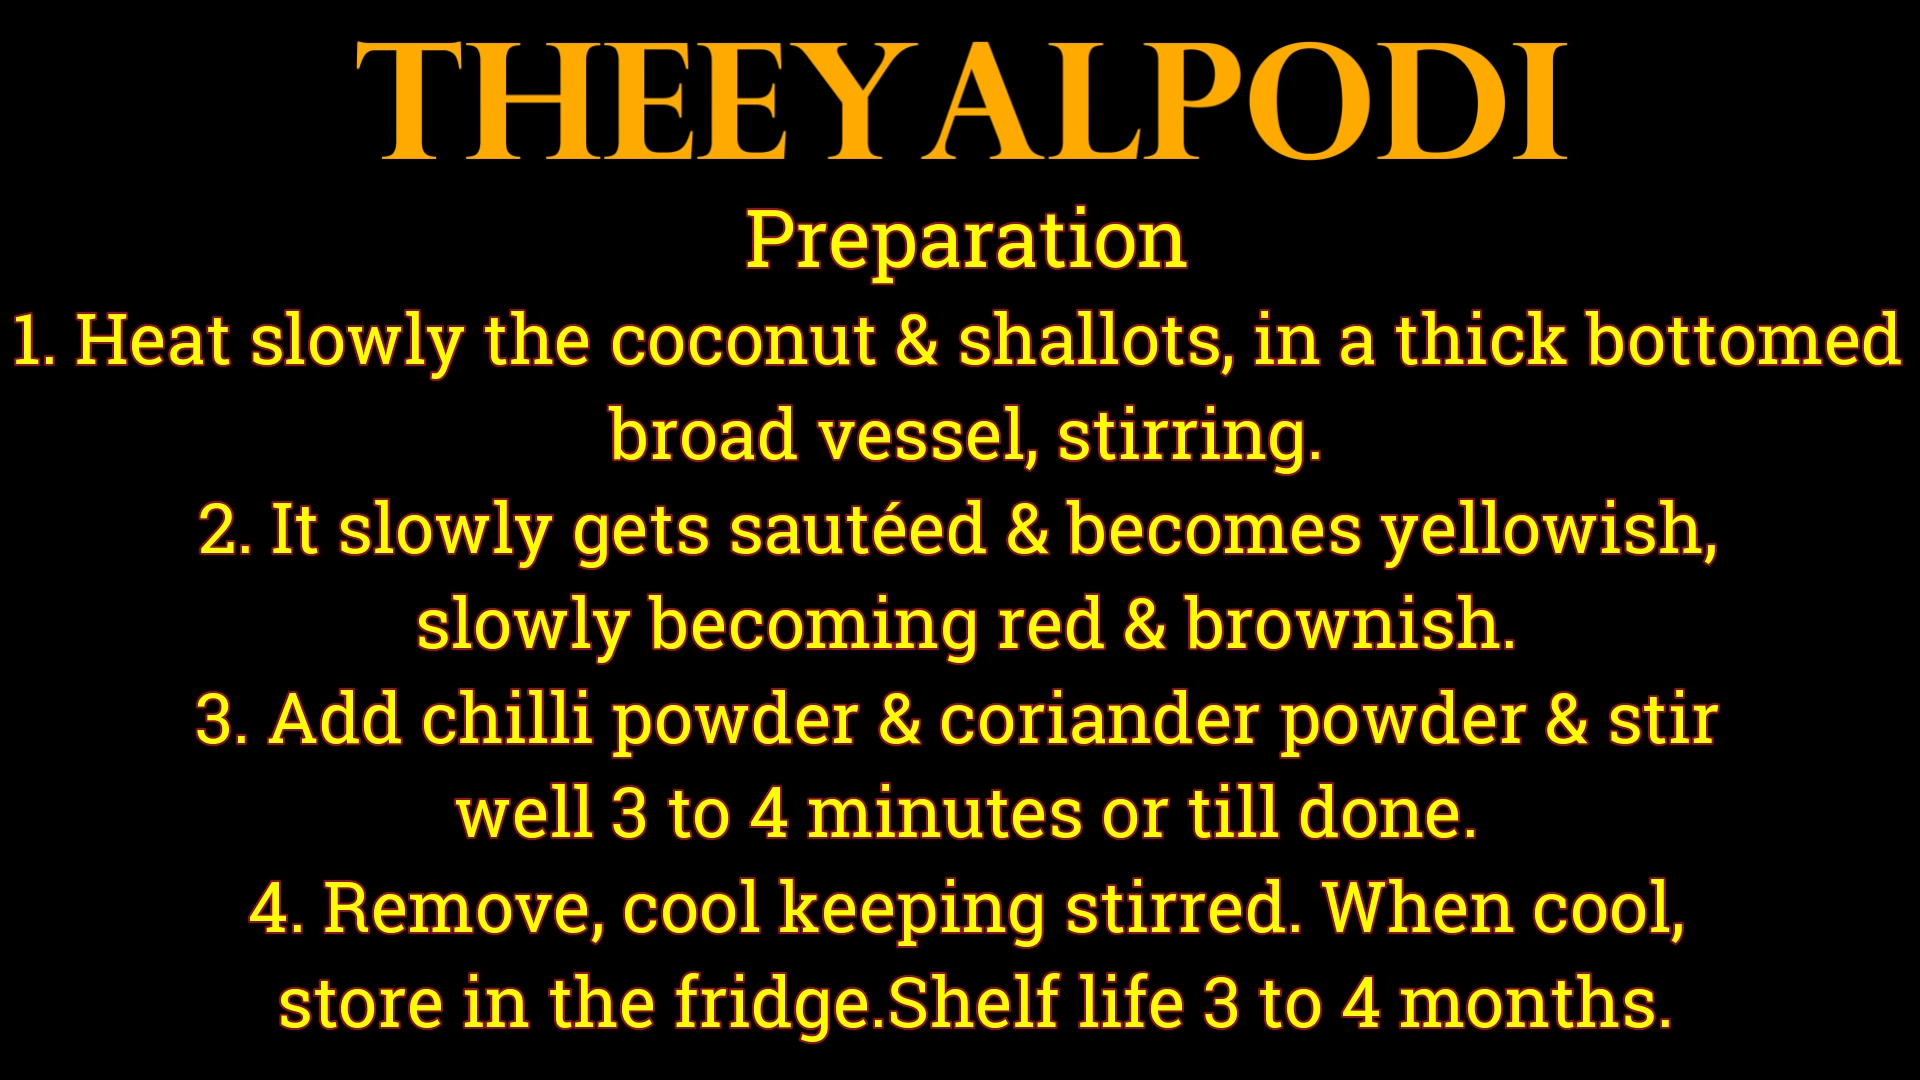 THEEYALPODI
Preparation
1. Heat slowly the coconut & shallots, in a thick bottomed
broad vessel, stirring.
2. It slowly gets sautéed & becomes yellowish,
slowly becoming red & brownish.
3. Add chilli powder & coriander powder & stir
well 3 to 4 minutes or till done.
4. Remove, cool keeping stirred. When cool,
store in the fridge.Shelf life 3 to 4 months.